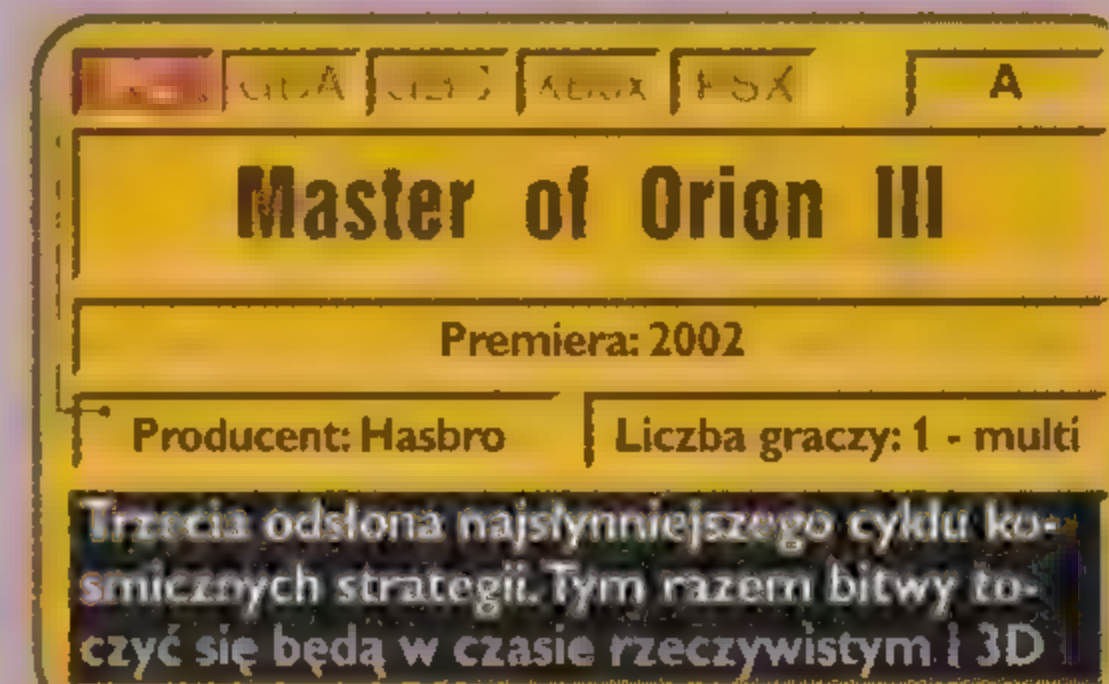 PSX A
Master of Orion III
Premiera: 2002
Producent: Hasbro Liczba graczy: 1 - multi
Trzecia odsłona najsłynniejszego cyklu ko-
smicznych strategii. Tym razem bitwy to-
czyć się będą w czasie rzeczywistym i 3D